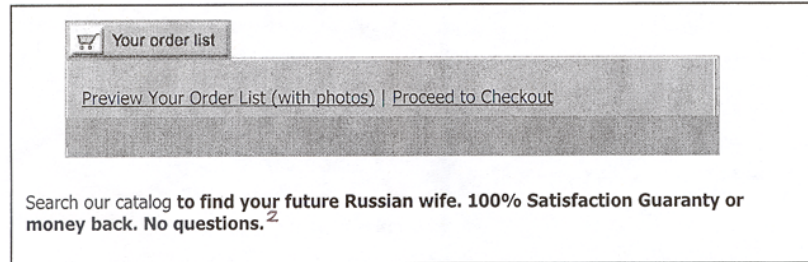 Your order list
Preview Your Order List (with photos) | Proceed to Checkout
Search our catalog to find your future Russian wife. 100% Satisfaction Guaranty or
money back. No questions.2